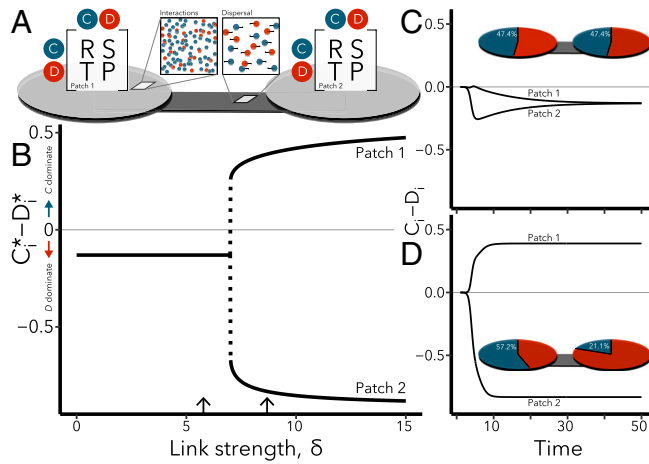 A
Interactions
Dispersal
C D
C
D
R S
T P
Patch 1
C D
C
D
R S
T P
Patch 2
B
0.5
0
−0.5
C dominate
D dominate
C*i−D*i
Patch 1
Patch 2
0 5 10 15
Link strength, δ
C
0.5
0.0
−0.5
47.4%
47.4%
Patch 1
Patch 2
Ci−Di
D
0.5
0.0
−0.5
Patch 1
57.2%
21.1%
Patch 2
10 30 50
Time